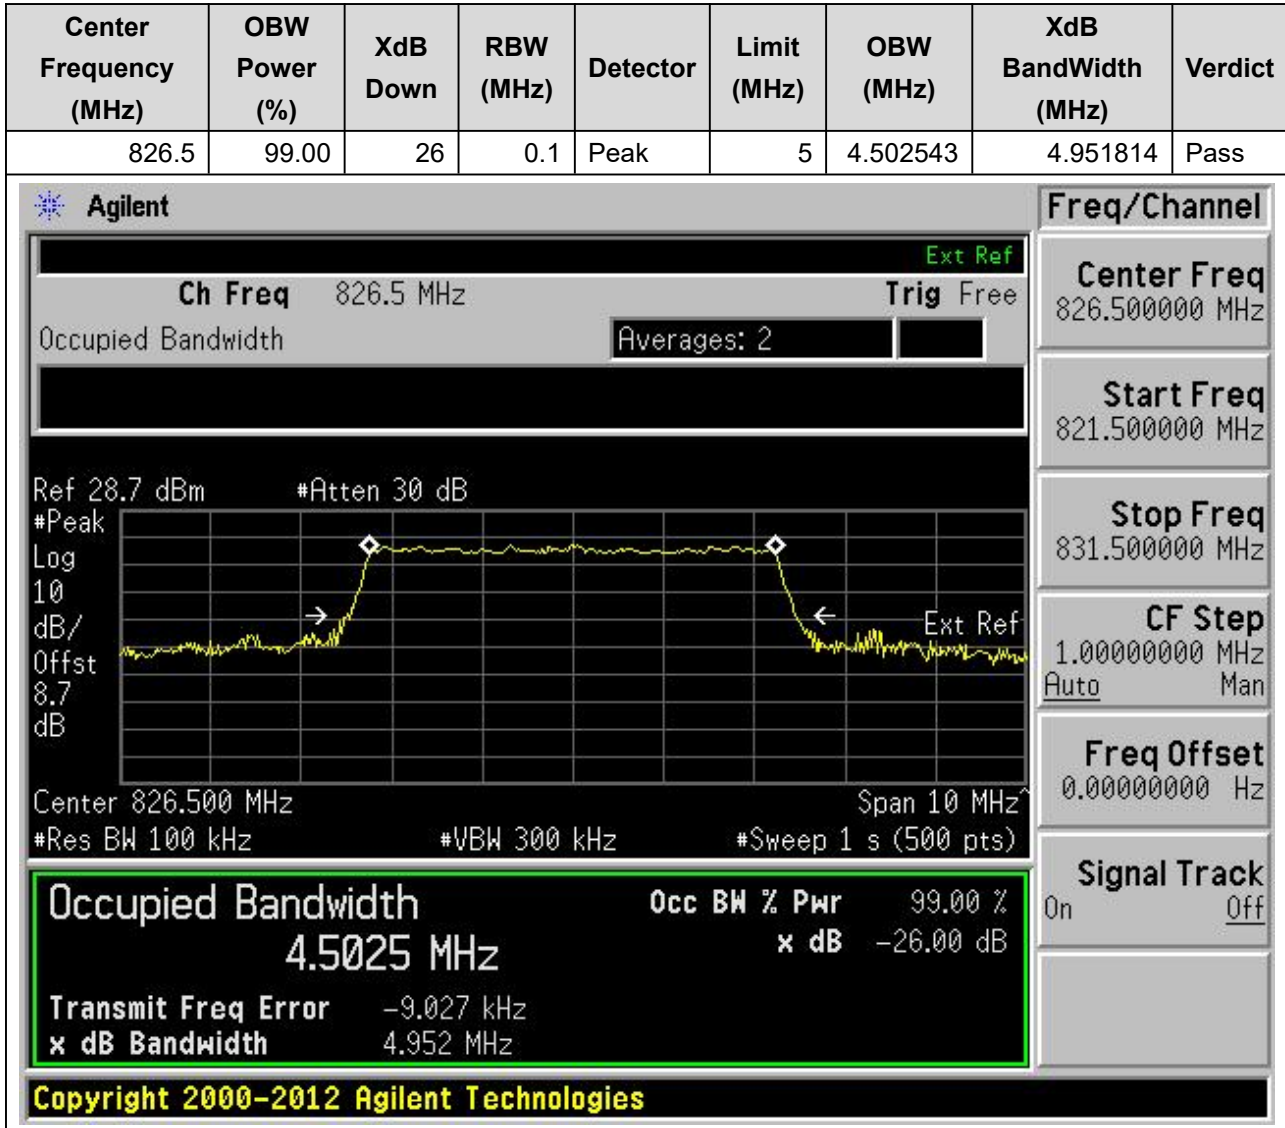 Center Frequency (MHz) OBW Power (%) XdB Down RBW (MHz) Detector Limit (MHz) OBW (MHz) XdB BandWidth (MHz) Verdict
826.5 99.00 26 0.1 Peak 5 4.502543 4.951814 Pass
Agilent
Freq/Channel
Ext Ref
Ch Freq 826.5 MHz Trig Free
Occupied Bandwidth Averages: 2
Center Freq
826.500000 MHz
Start Freq
821.500000 MHz
Stop Freq
831.500000 MHz
CF Step
1.00000000 MHz
Auto Man
Freq Offset
0.00000000 Hz
Signal Track
On Off
Ref 28.7 dBm #Atten 30 dB
#Peak
Log
10
dB/
Offst
8.7
dB
Ext Ref
Center 826.500 MHz Span 10 MHz^
#Res BW 100 kHz #VBW 300 kHz #Sweep 1 s (500 pts)
Occupied Bandwidth
4.5025 MHz
Occ BW % Pwr 99.00 %
x dB -26.00 dB
Transmit Freq Error -9.027 kHz
x dB Bandwidth 4.952 MHz
Copyright 2000-2012 Agilent Technologies